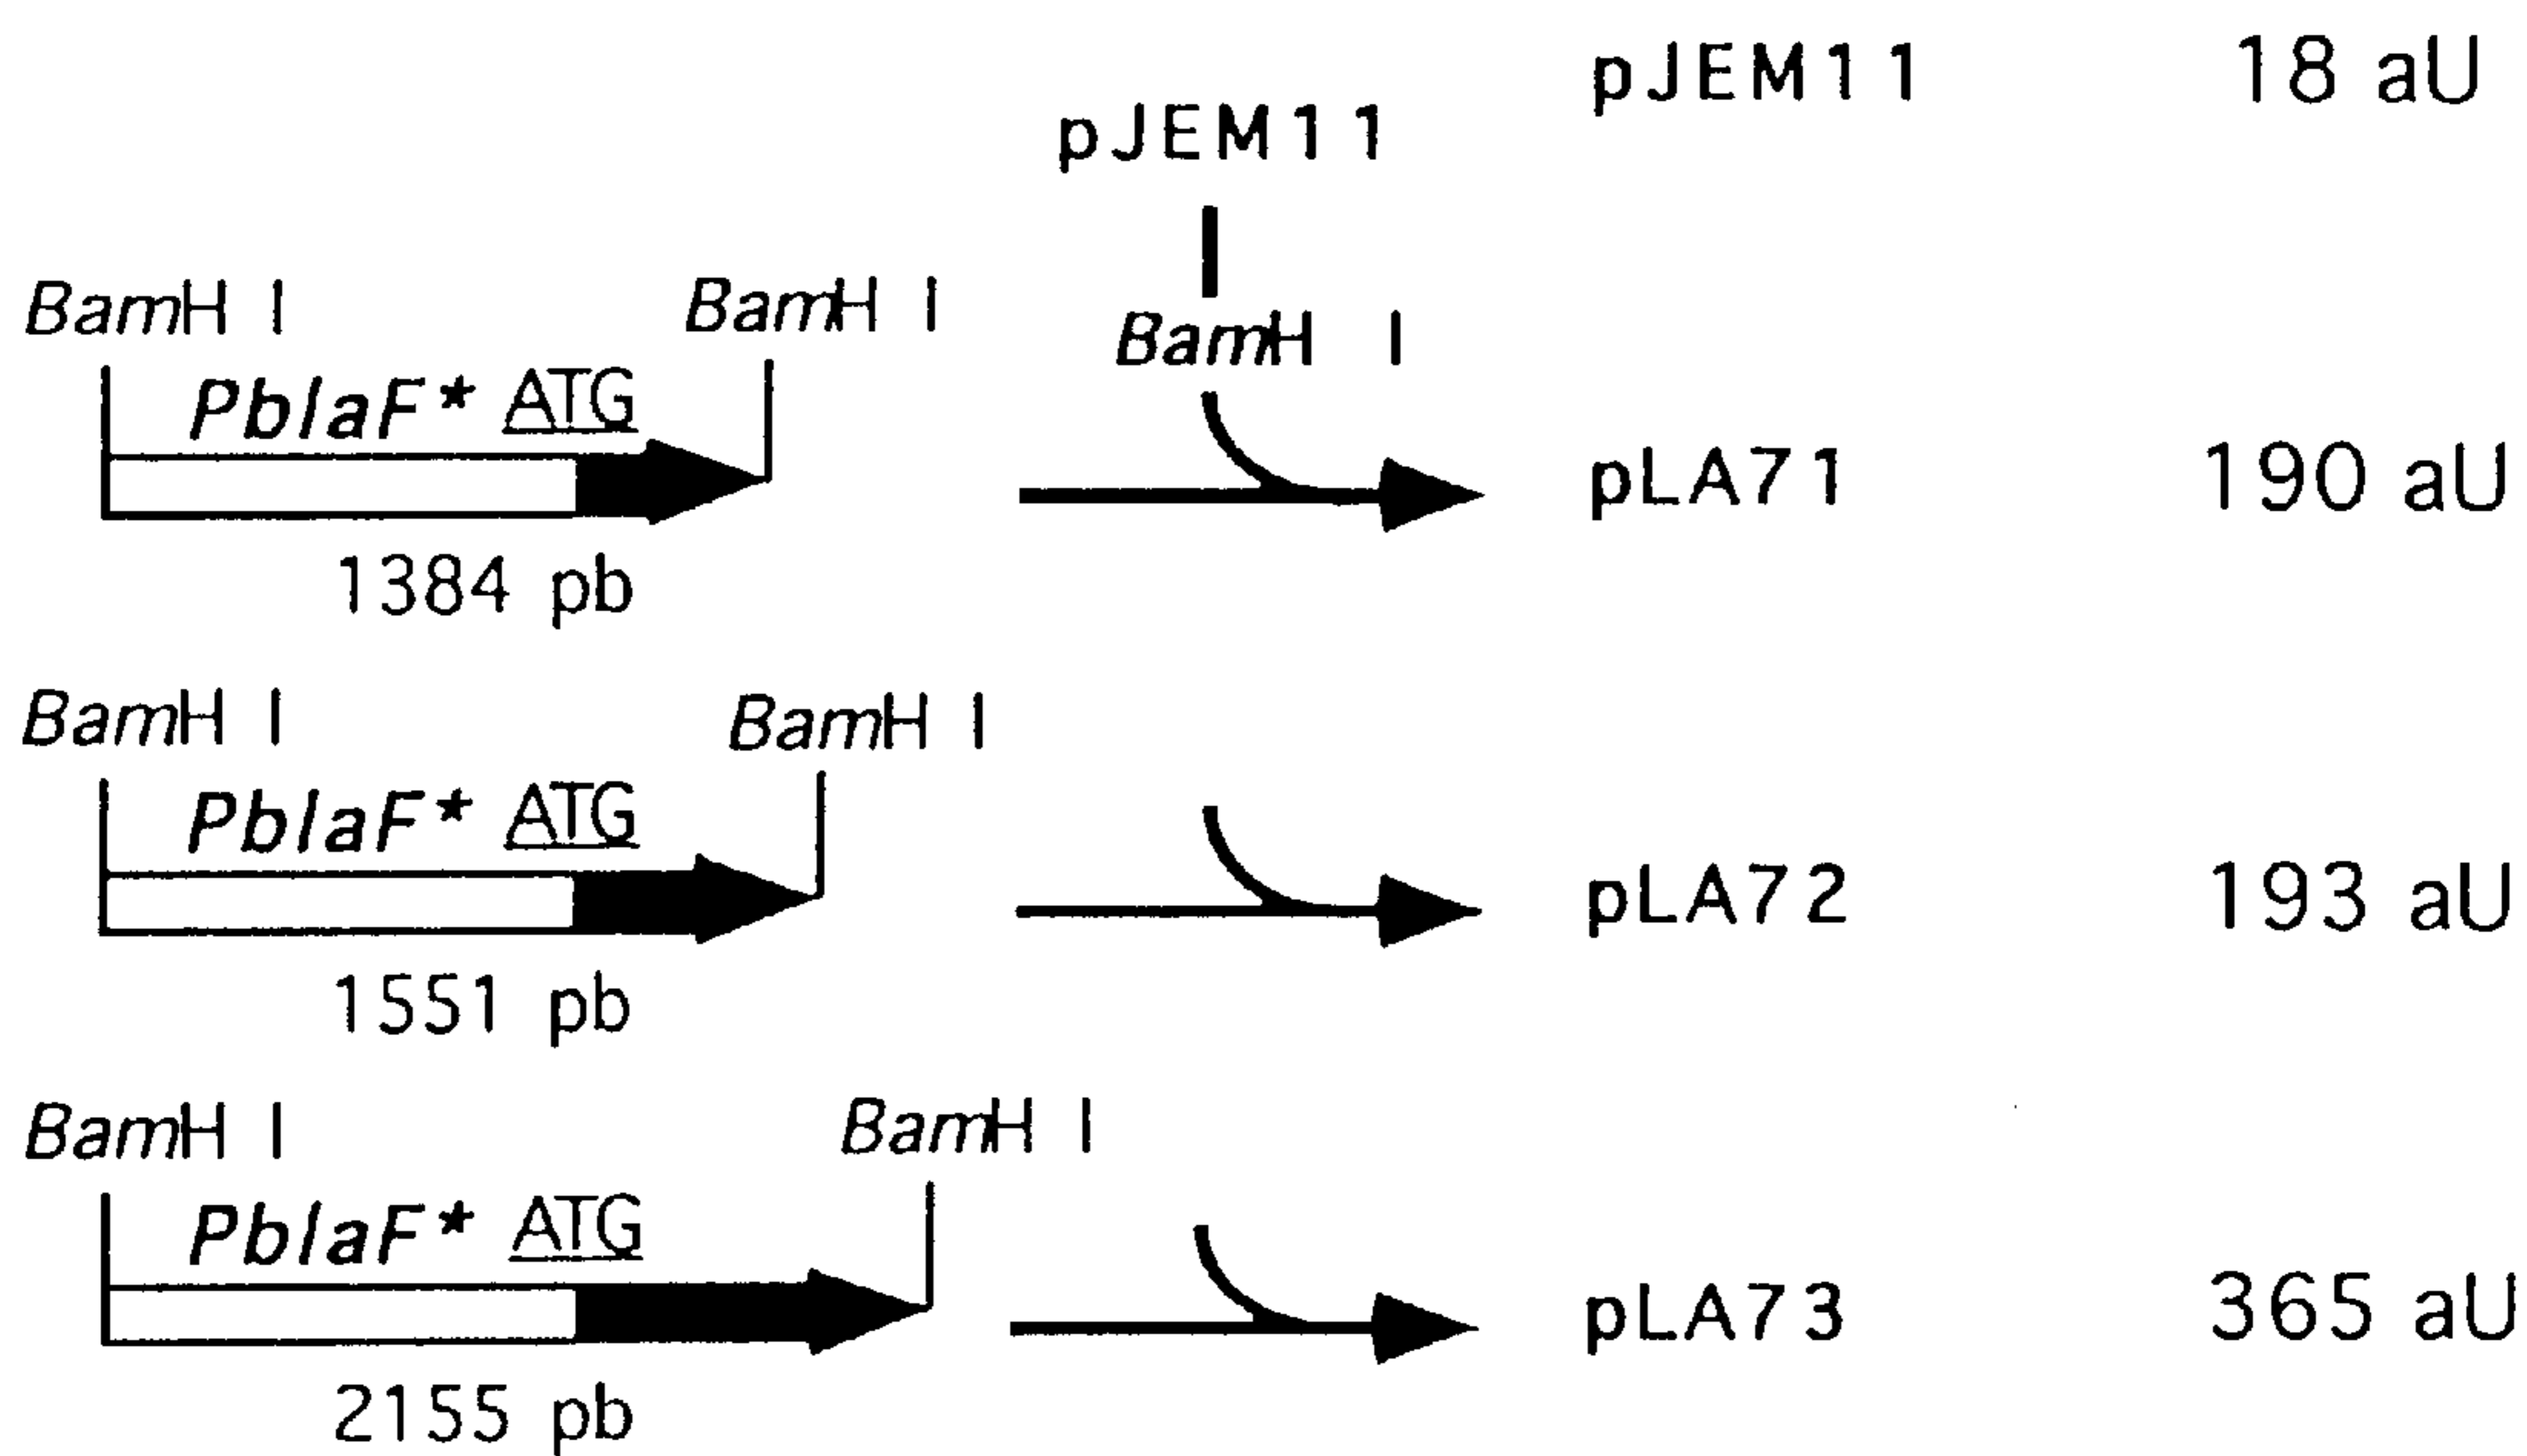 pJEM11 18 aU
pJEM11
BamH I BamH I BamH I
PblaF* ATG
pLA71 190 aU
1384 pb
BamH I BamH I
PblaF* ATG
pLA72 193 aU
1551 pb
BamH I BamH I
PblaF* ATG
pLA73 365 aU
2155 pb